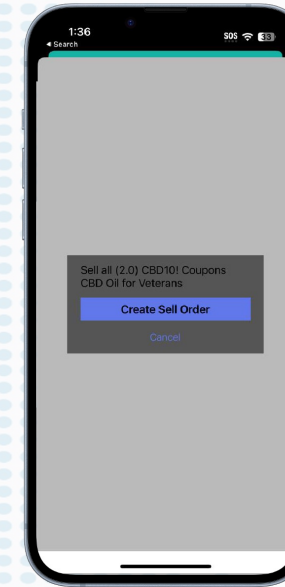 1:36
SOS 33
◀ Search
Sell all (2.0) CBD10! Coupons
CBD Oil for Veterans
Create Sell Order
Cancel